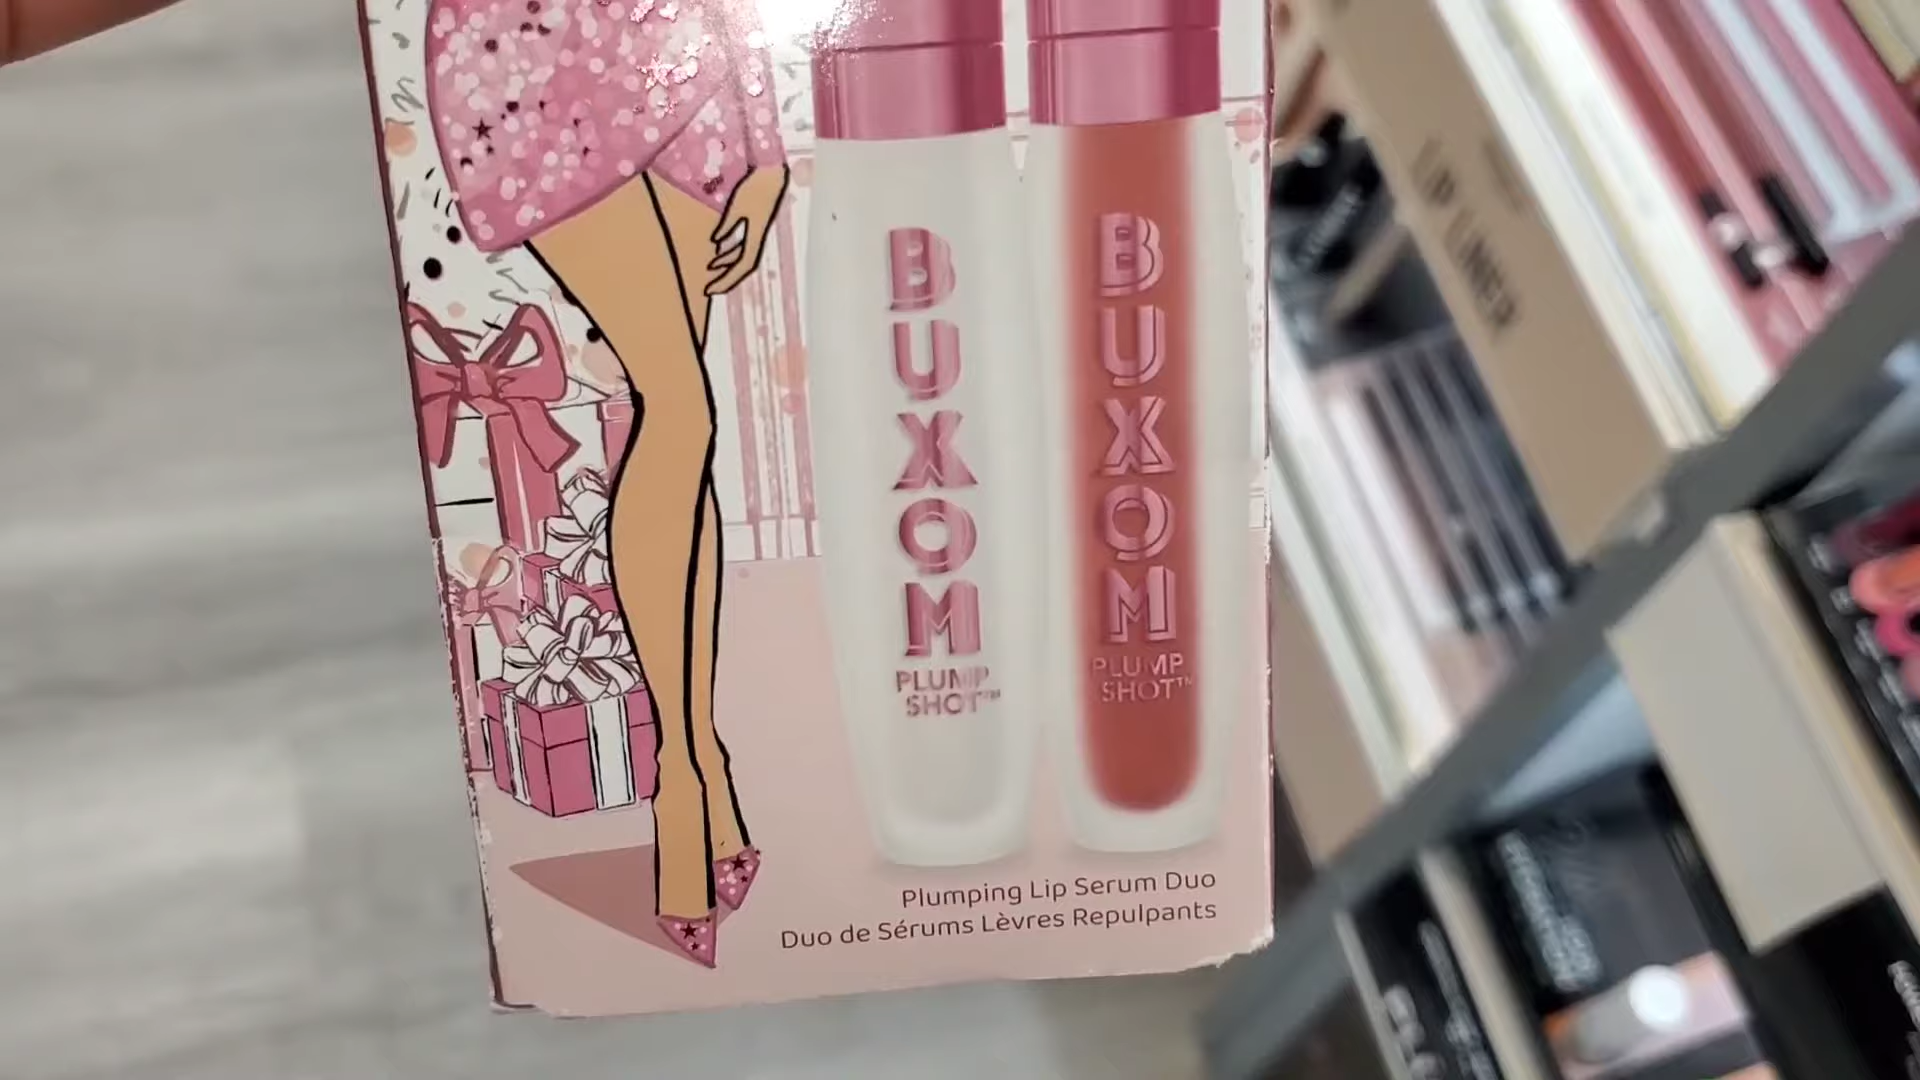 BUXOM
PLUMP
SHOT™
BUXOM
PLUMP
SHOT™
Plumping Lip Serum Duo
Duo de Sérums Lèvres Repulpants
LIP LINER